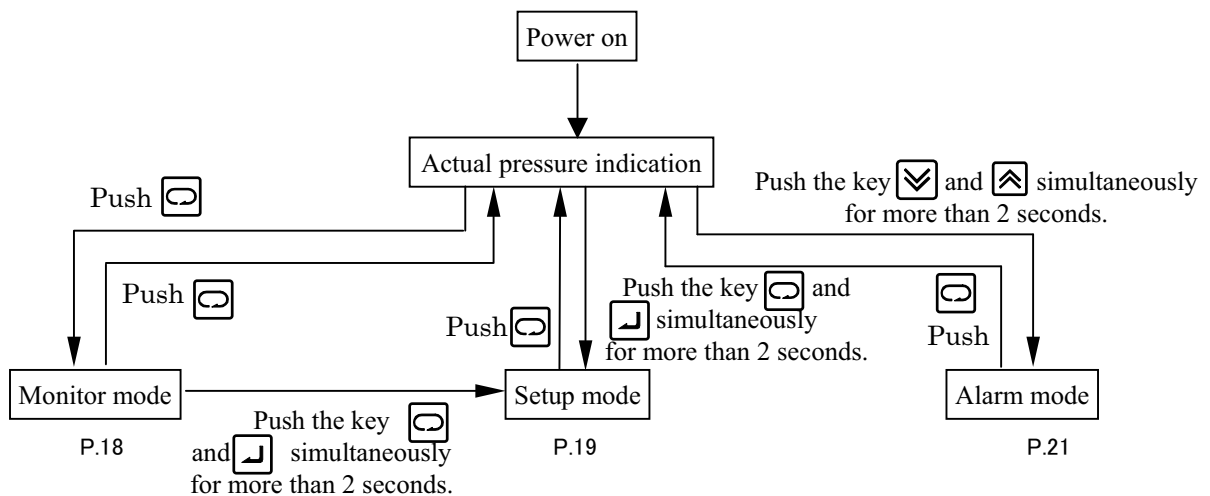 Power on
Actual pressure indication
Push
Push the key and simultaneously
for more than 2 seconds.
Push
Push
Push the key and
simultaneously
for more than 2 seconds.
Push
Monitor mode
Setup mode
Alarm mode
P.18
Push the key
and simultaneously
for more than 2 seconds.
P.19
P.21